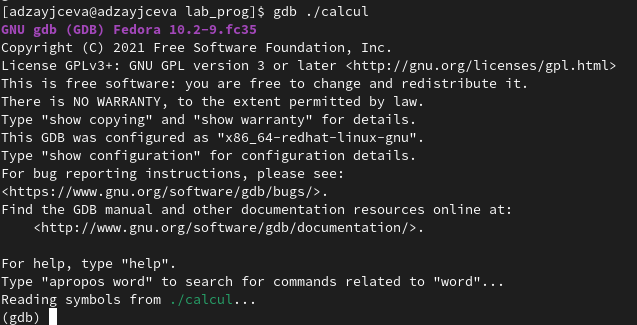 [adzayjceva@adzayjceva lab_prog]$ gdb ./calcul
GNU gdb (GDB) Fedora 10.2-9.fc35
Copyright (C) 2021 Free Software Foundation, Inc.
License GPLv3+: GNU GPL version 3 or later <http://gnu.org/licenses/gpl.html>
This is free software: you are free to change and redistribute it.
There is NO WARRANTY, to the extent permitted by law.
Type "show copying" and "show warranty" for details.
This GDB was configured as "x86_64-redhat-linux-gnu".
Type "show configuration" for configuration details.
For bug reporting instructions, please see:
<https://www.gnu.org/software/gdb/bugs/>.
Find the GDB manual and other documentation resources online at:
    <http://www.gnu.org/software/gdb/documentation/>.

For help, type "help".
Type "apropos word" to search for commands related to "word"...
Reading symbols from ./calcul...
(gdb)